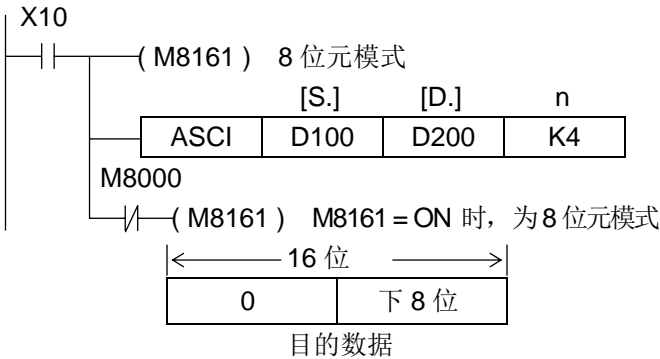 X10
( M8161 ) 8 位元模式
[S.] [D.] n
ASCI D100 D200 K4
M8000
( M8161 ) M8161 = ON 时，为 8 位元模式
16 位
0 下 8 位
目的数据